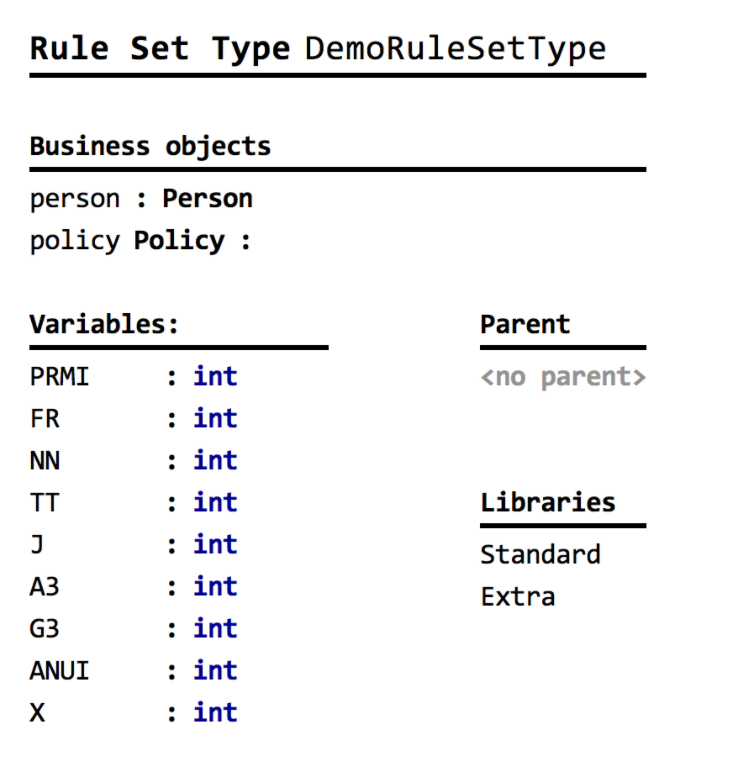 Rule Set Type DemoRuleSetType
Business objects
person : Person
policy Policy :
Variables:
PRMI : int
FR : int
NN : int
TT : int
J : int
A3 : int
G3 : int
ANUI : int
X : int
Parent
<no parent>
Libraries
Standard
Extra